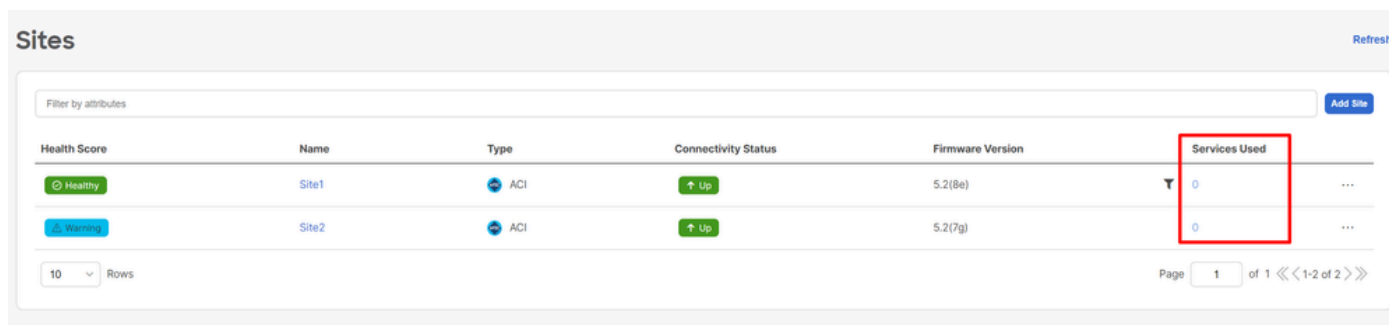 Sites
Refresh
Filter by attributes
Add Site
Health Score Name Type Connectivity Status Firmware Version Services Used
Healthy Site1 ACI Up 5.2(8e) 0 ...
Warning Site2 ACI Up 5.2(7g) 0 ...
10 Rows Page 1 of 1 1-2 of 2